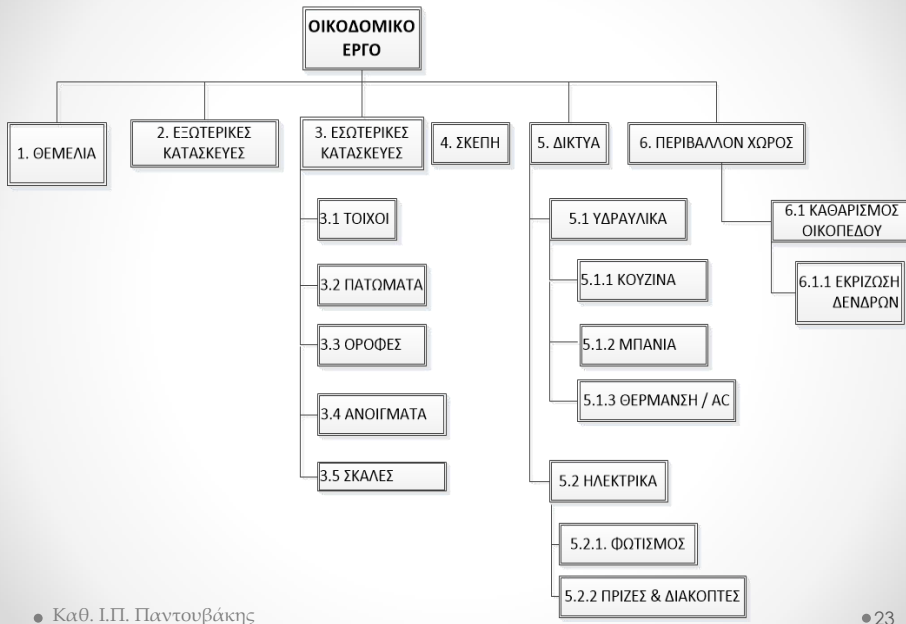 ΟΙΚΟΔΟΜΙΚΟ
ΕΡΓΟ
1. ΘΕΜΕΛΙΑ
2. ΕΞΩΤΕΡΙΚΕΣ
ΚΑΤΑΣΚΕΥΕΣ
3. ΕΣΩΤΕΡΙΚΕΣ
ΚΑΤΑΣΚΕΥΕΣ
4. ΣΚΕΠΗ
5. ΔΙΚΤΥΑ
6. ΠΕΡΙΒΑΛΛΟΝ ΧΩΡΟΣ
3.1 ΤΟΙΧΟΙ
3.2 ΠΑΤΩΜΑΤΑ
3.3 ΟΡΟΦΕΣ
3.4 ΑΝΟΙΓΜΑΤΑ
3.5 ΣΚΑΛΕΣ
5.1 ΥΔΡΑΥΛΙΚΑ
5.1.1 ΚΟΥΖΙΝΑ
5.1.2 ΜΠΑΝΙΑ
5.1.3 ΘΕΡΜΑΝΣΗ / AC
5.2 ΗΛΕΚΤΡΙΚΑ
5.2.1. ΦΩΤΙΣΜΟΣ
5.2.2 ΠΡΙΖΕΣ & ΔΙΑΚΟΠΤΕΣ
6.1 ΚΑΘΑΡΙΣΜΟΣ
ΟΙΚΟΠΕΔΟΥ
6.1.1 ΕΚΡΙΖΩΣΗ
ΔΕΝΔΡΩΝ
• Καθ. Ι.Π. Παντουβάκης
•23